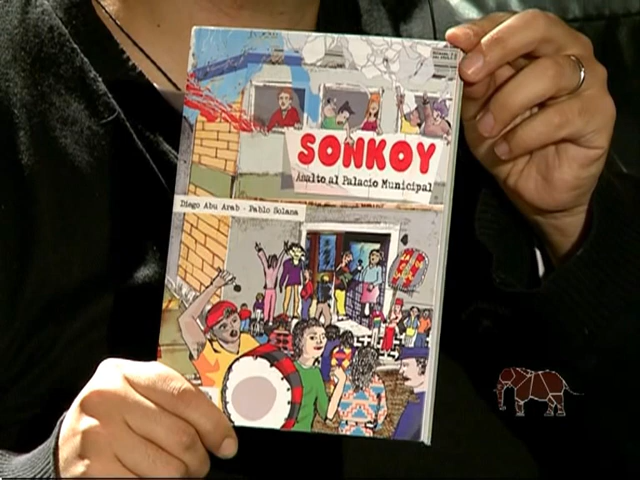 SONKOY
Asalto al Palacio Municipal
Diego Abu Arab - Pablo Solana